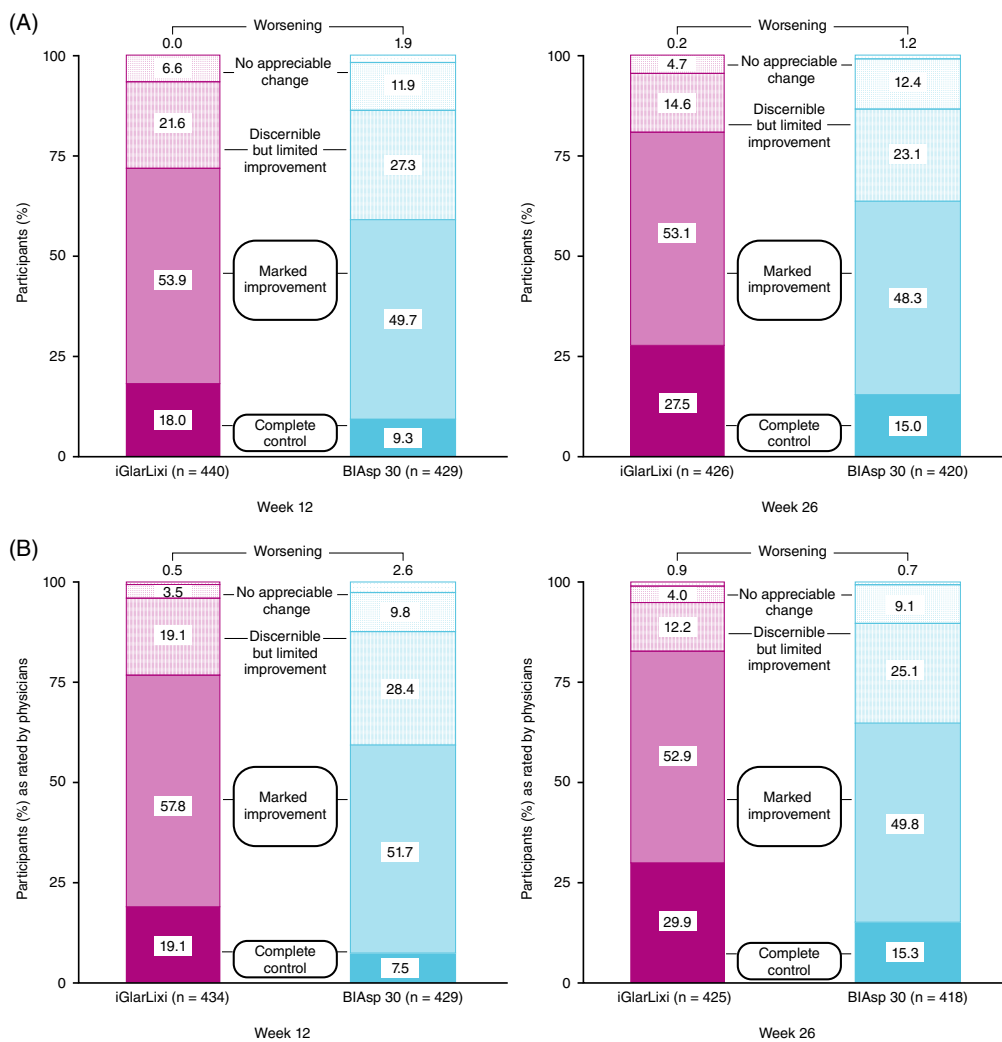 (A)
Worsening
0.0
1.9
100
75
50
25
0
Participants (%)
6.6
21.6
53.9
18.0
No appreciable
change
Discernible
but limited
improvement
Marked
improvement
Complete
control
11.9
27.3
49.7
9.3
iGlarLixi (n = 440)
BIAsp 30 (n = 429)
Week 12
Worsening
0.2
1.2
100
75
50
25
0
Participants (%)
4.7
14.6
53.1
27.5
No appreciable
change
Discernible
but limited
improvement
Marked
improvement
Complete
control
12.4
23.1
48.3
15.0
iGlarLixi (n = 426)
BIAsp 30 (n = 420)
Week 26
(B)
Worsening
0.5
2.6
100
75
50
25
0
Participants (%) as rated by physicians
3.5
19.1
57.8
19.1
No appreciable
change
Discernible
but limited
improvement
Marked
improvement
Complete
control
9.8
28.4
51.7
7.5
iGlarLixi (n = 434)
BIAsp 30 (n = 429)
Week 12
Worsening
0.9
0.7
100
75
50
25
0
Participants (%) as rated by physicians
4.0
12.2
52.9
29.9
No appreciable
change
Discernible
but limited
improvement
Marked
improvement
Complete
control
9.1
25.1
49.8
15.3
iGlarLixi (n = 425)
BIAsp 30 (n = 418)
Week 26